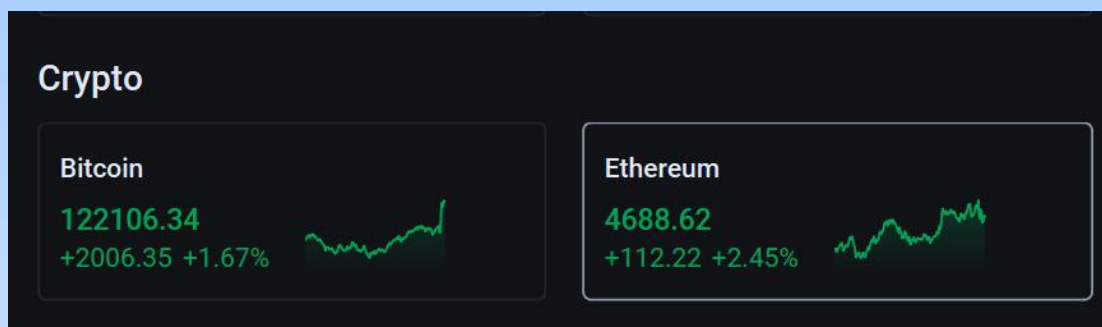 Crypto
Bitcoin
122106.34
+2006.35 +1.67%
Ethereum
4688.62
+112.22 +2.45%